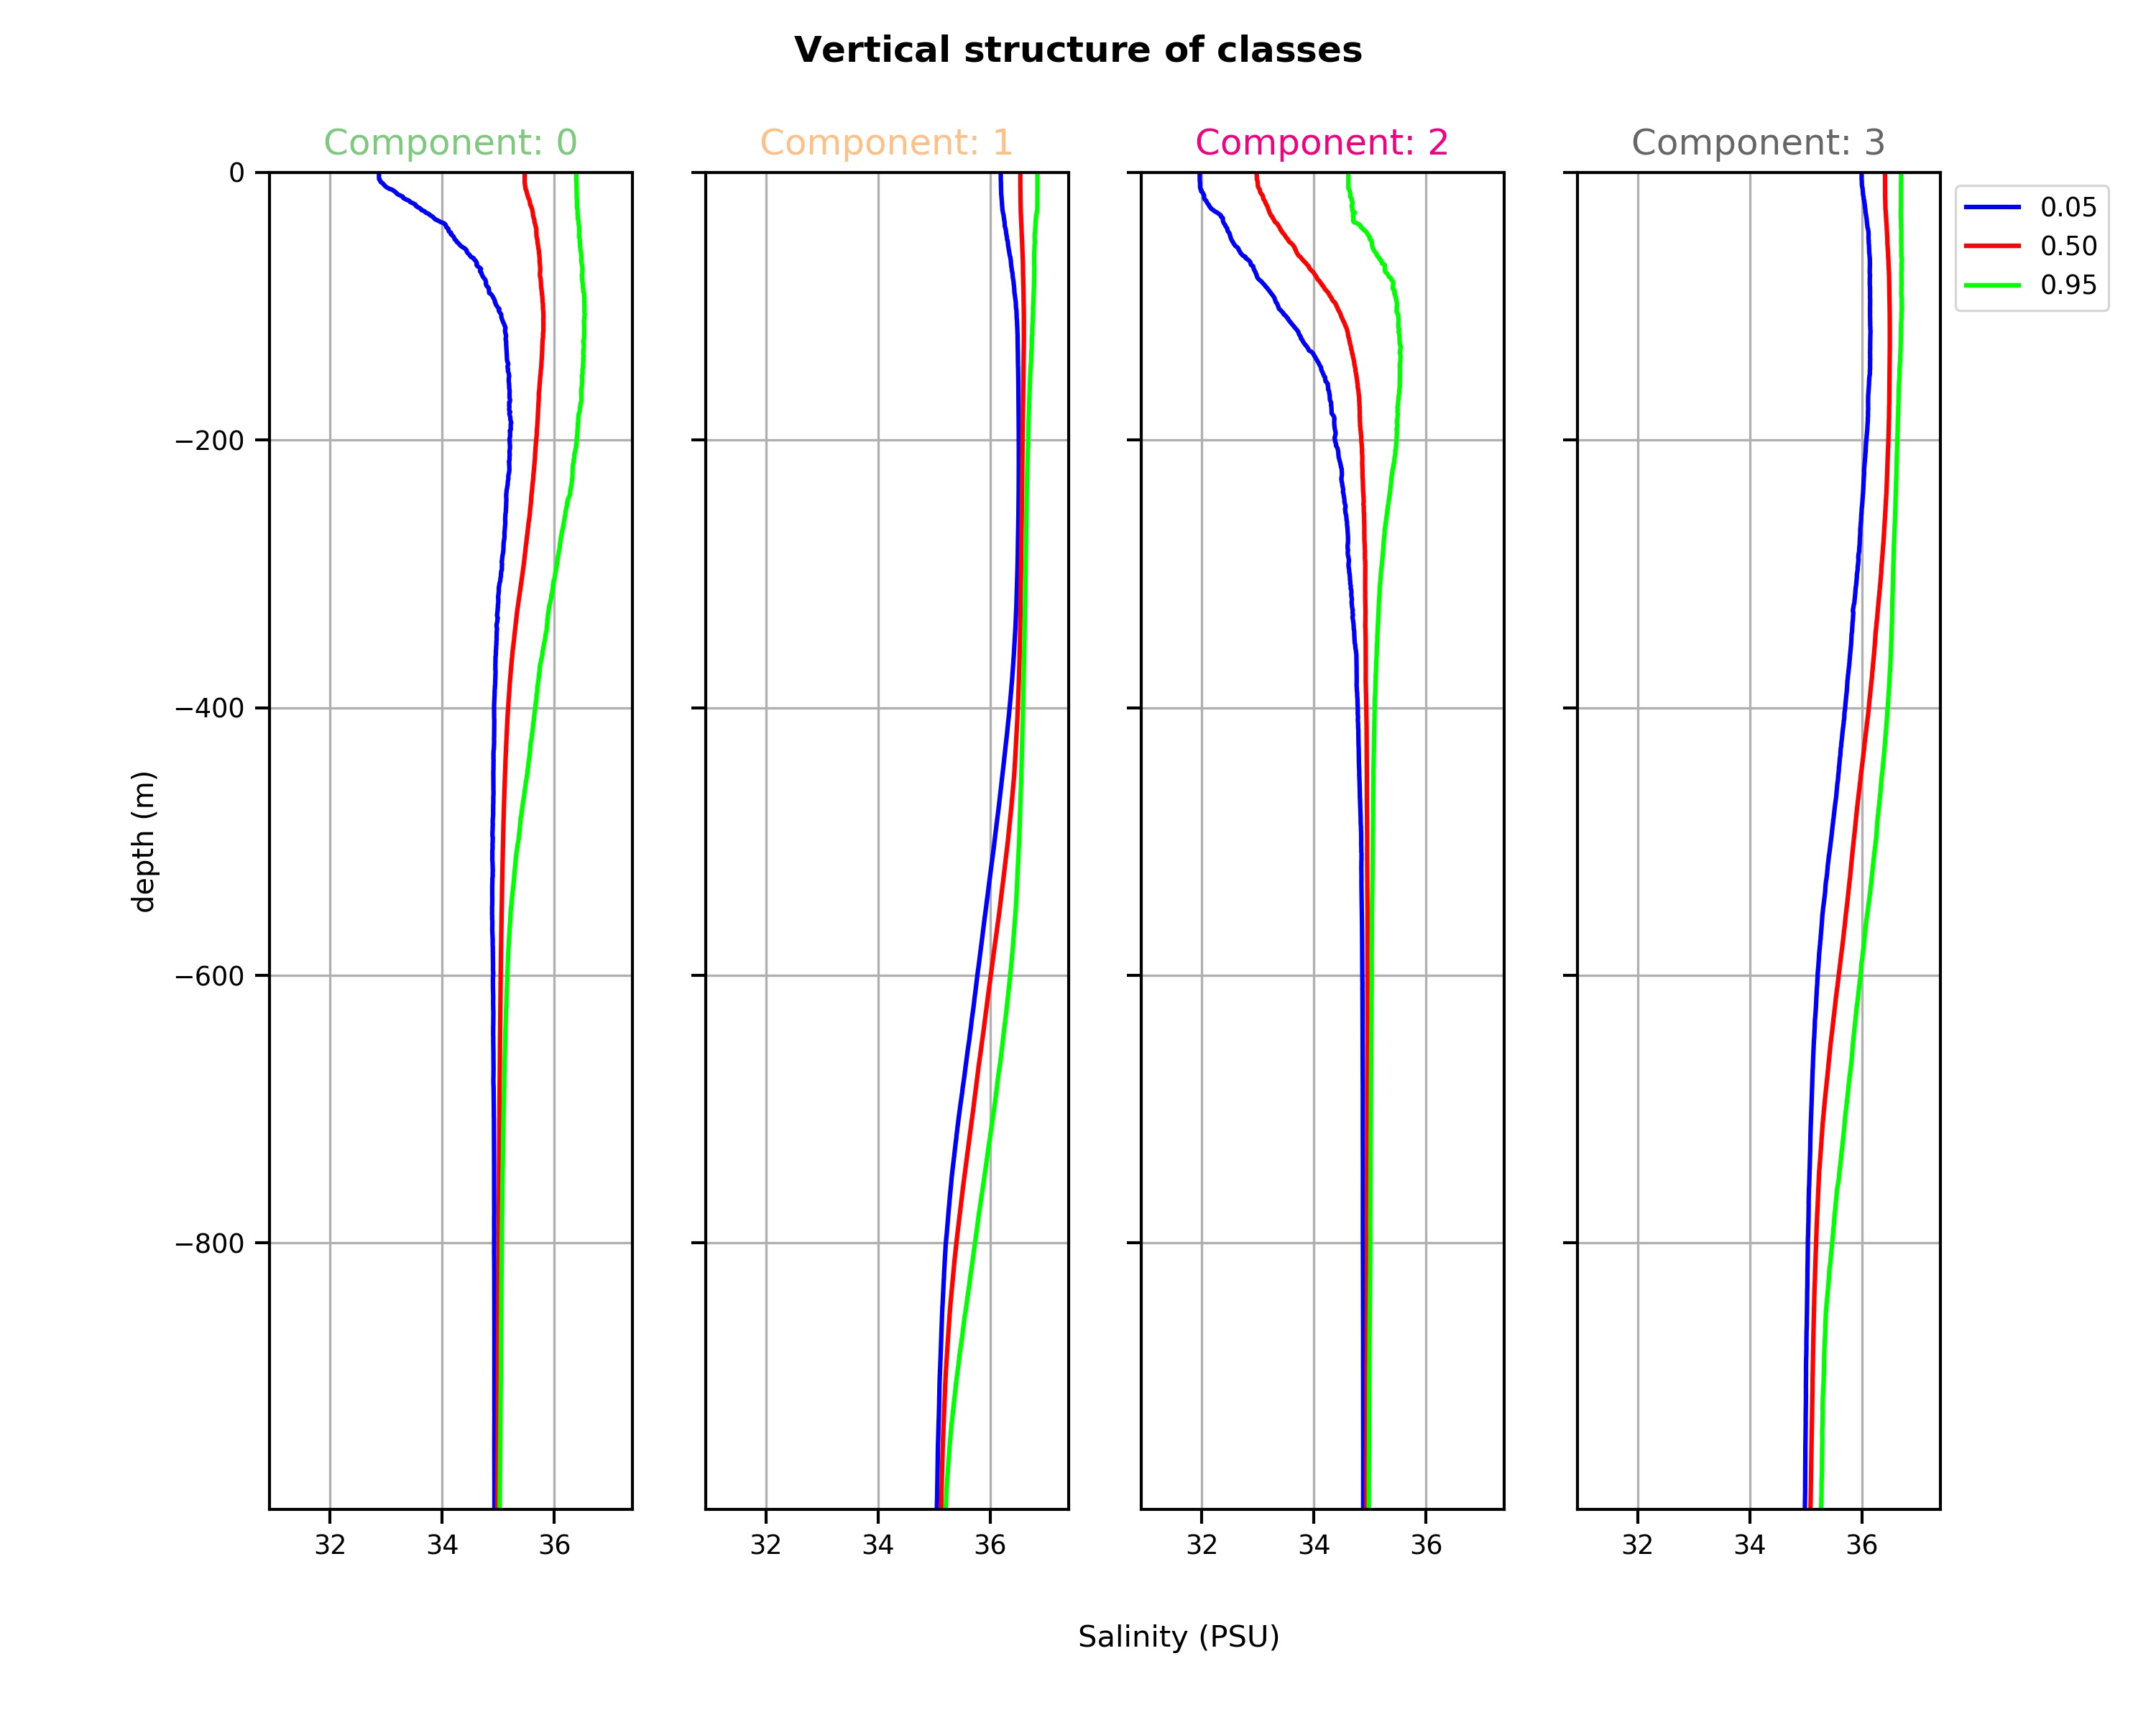 Vertical structure of classes
Component: 0
Component: 1
Component: 2
Component: 3
0
−200
−400
−600
−800
depth (m)
0.05
0.50
0.95
32 34 36
32 34 36
32 34 36
32 34 36
Salinity (PSU)